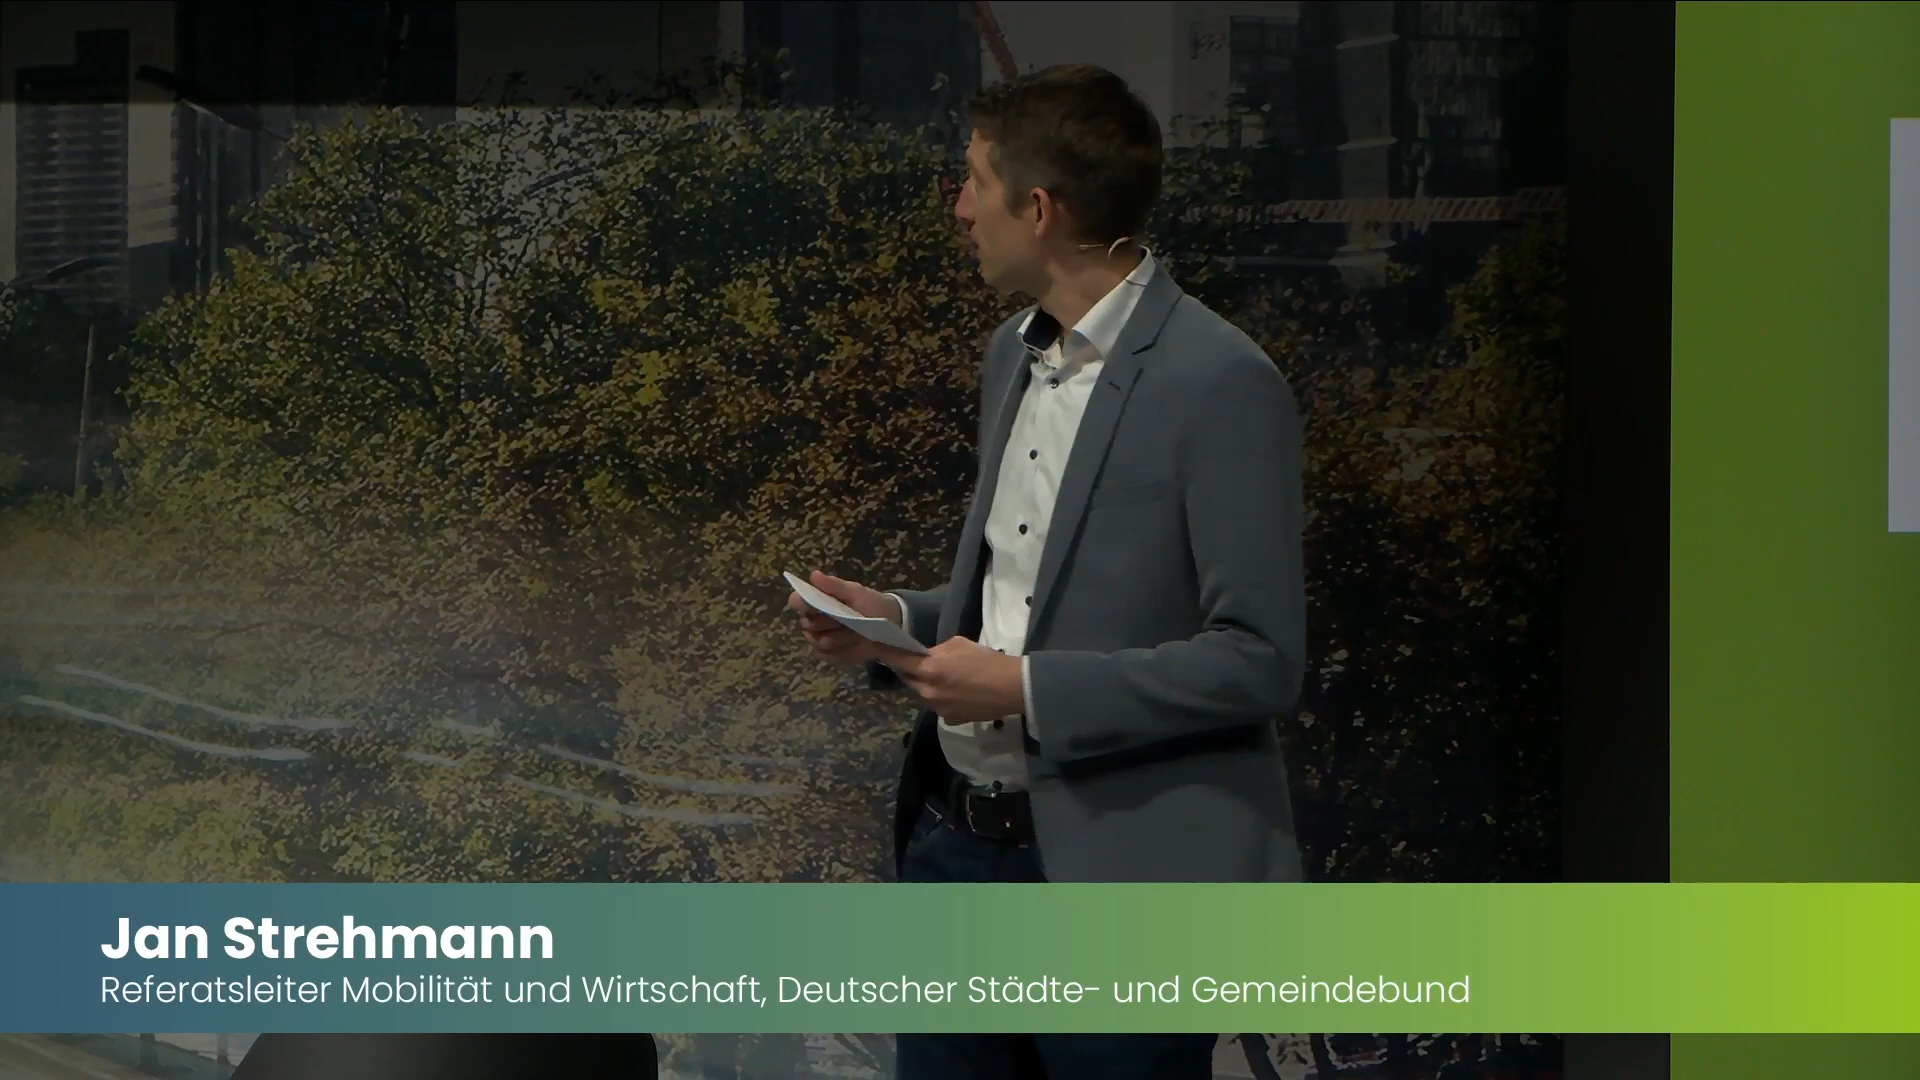 Jan Strehmann
Referatsleiter Mobilität und Wirtschaft, Deutscher Städte- und Gemeindebund